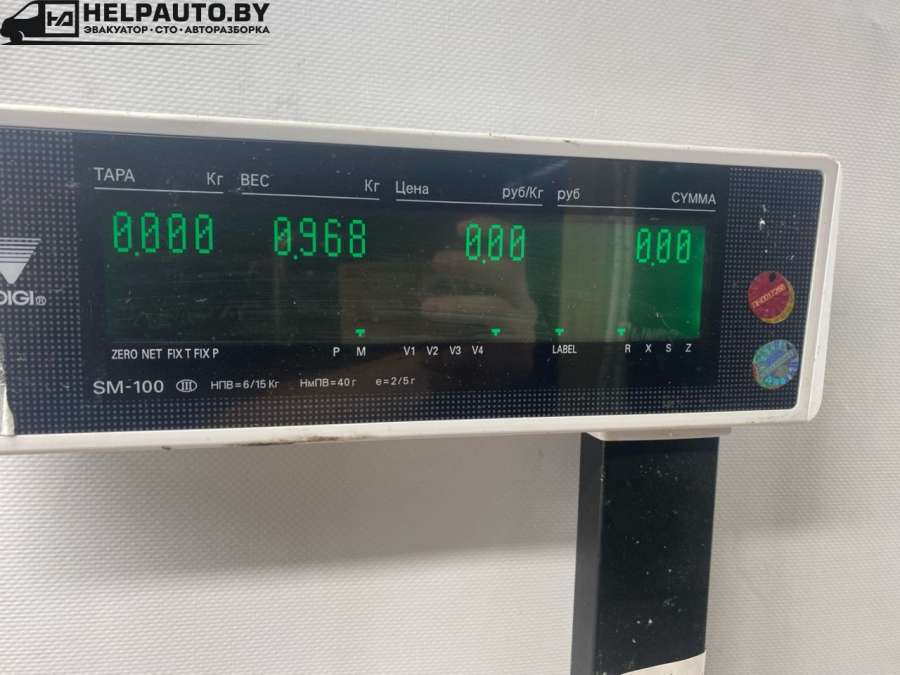 HELPAUTO.BY
ЭВАКУАТОР • СТО • АВТОРАЗБОРКА
ТАРА Кг ВЕС Кг Цена руб/Кг руб СУММА
0.000 0.968 0.00 0.00
ZERO NET FIX T FIX P P M V1 V2 V3 V4 LABEL R X S Z
DIGI®
SM-100 III НПВ=6/15 Кг НмПВ=40 г e=2/5 г